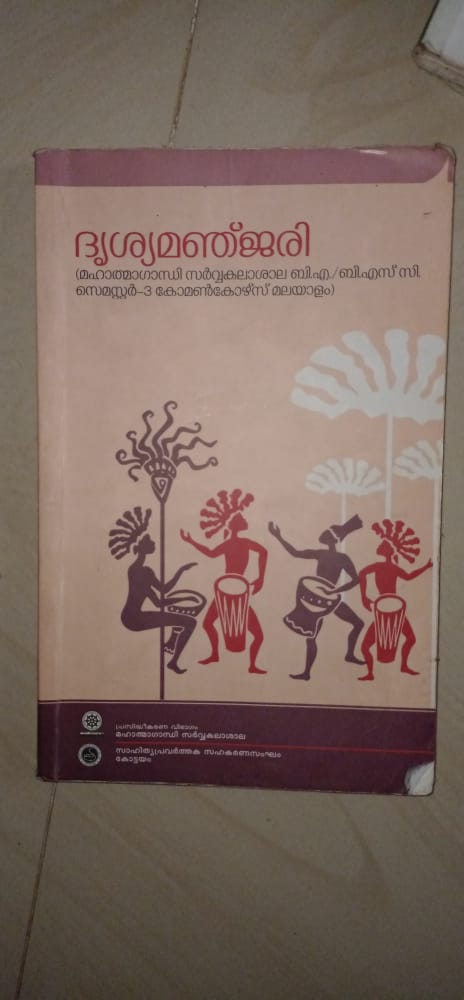 ദൃശ്യമഞ്ജരി
(മഹാത്മാഗാന്ധി സർവ്വകലാശാല ബി.എ./ബി.എസ് സി.
സെമസ്റ്റർ-3 കോമൺകോഴ്സ് മലയാളം)
പ്രസിദ്ധീകരണ വിഭാഗം
മഹാത്മാഗാന്ധി സർവ്വകലാശാല
സാഹിത്യപ്രവർത്തക സഹകരണസംഘം
കോട്ടയം